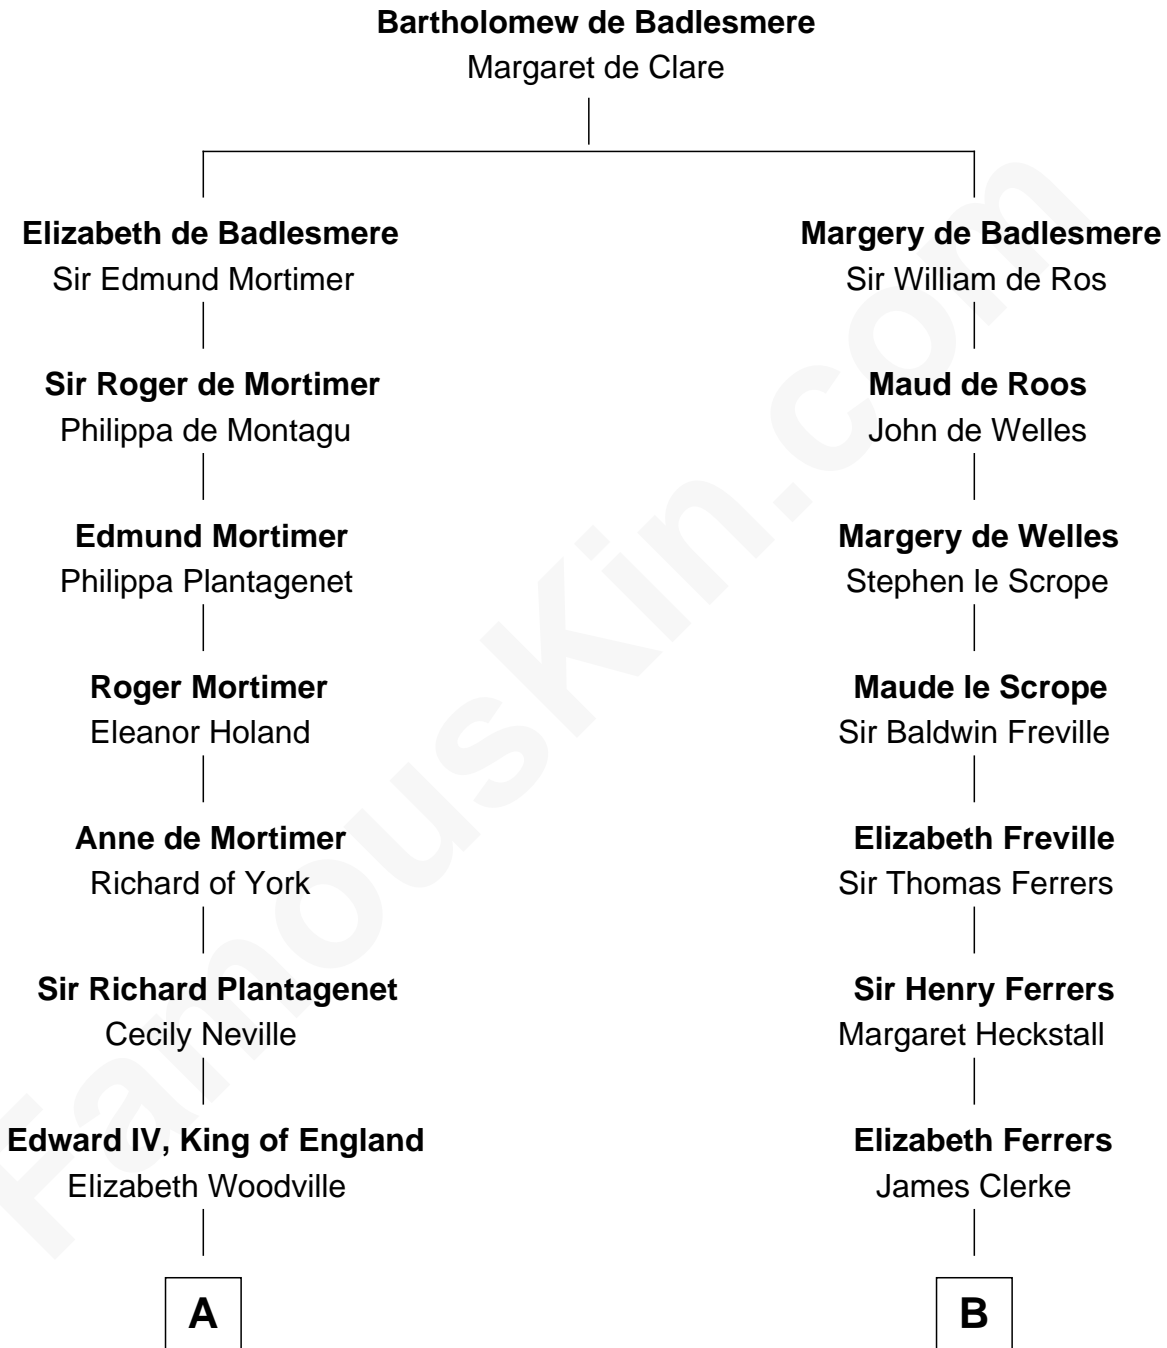 Bartholomew de Badlesmere
Margaret de Clare
Elizabeth de Badlesmere
Sir Edmund Mortimer
Sir Roger de Mortimer
Philippa de Montagu
Edmund Mortimer
Philippa Plantagenet
Roger Mortimer
Eleanor Holand
Anne de Mortimer
Richard of York
Sir Richard Plantagenet
Cecily Neville
Edward IV, King of England
Elizabeth Woodville
A
Margery de Badlesmere
Sir William de Ros
Maud de Roos
John de Welles
Margery de Welles
Stephen le Scrope
Maude le Scrope
Sir Baldwin Freville
Elizabeth Freville
Sir Thomas Ferrers
Sir Henry Ferrers
Margaret Heckstall
Elizabeth Ferrers
James Clerke
B
FamousKin.com